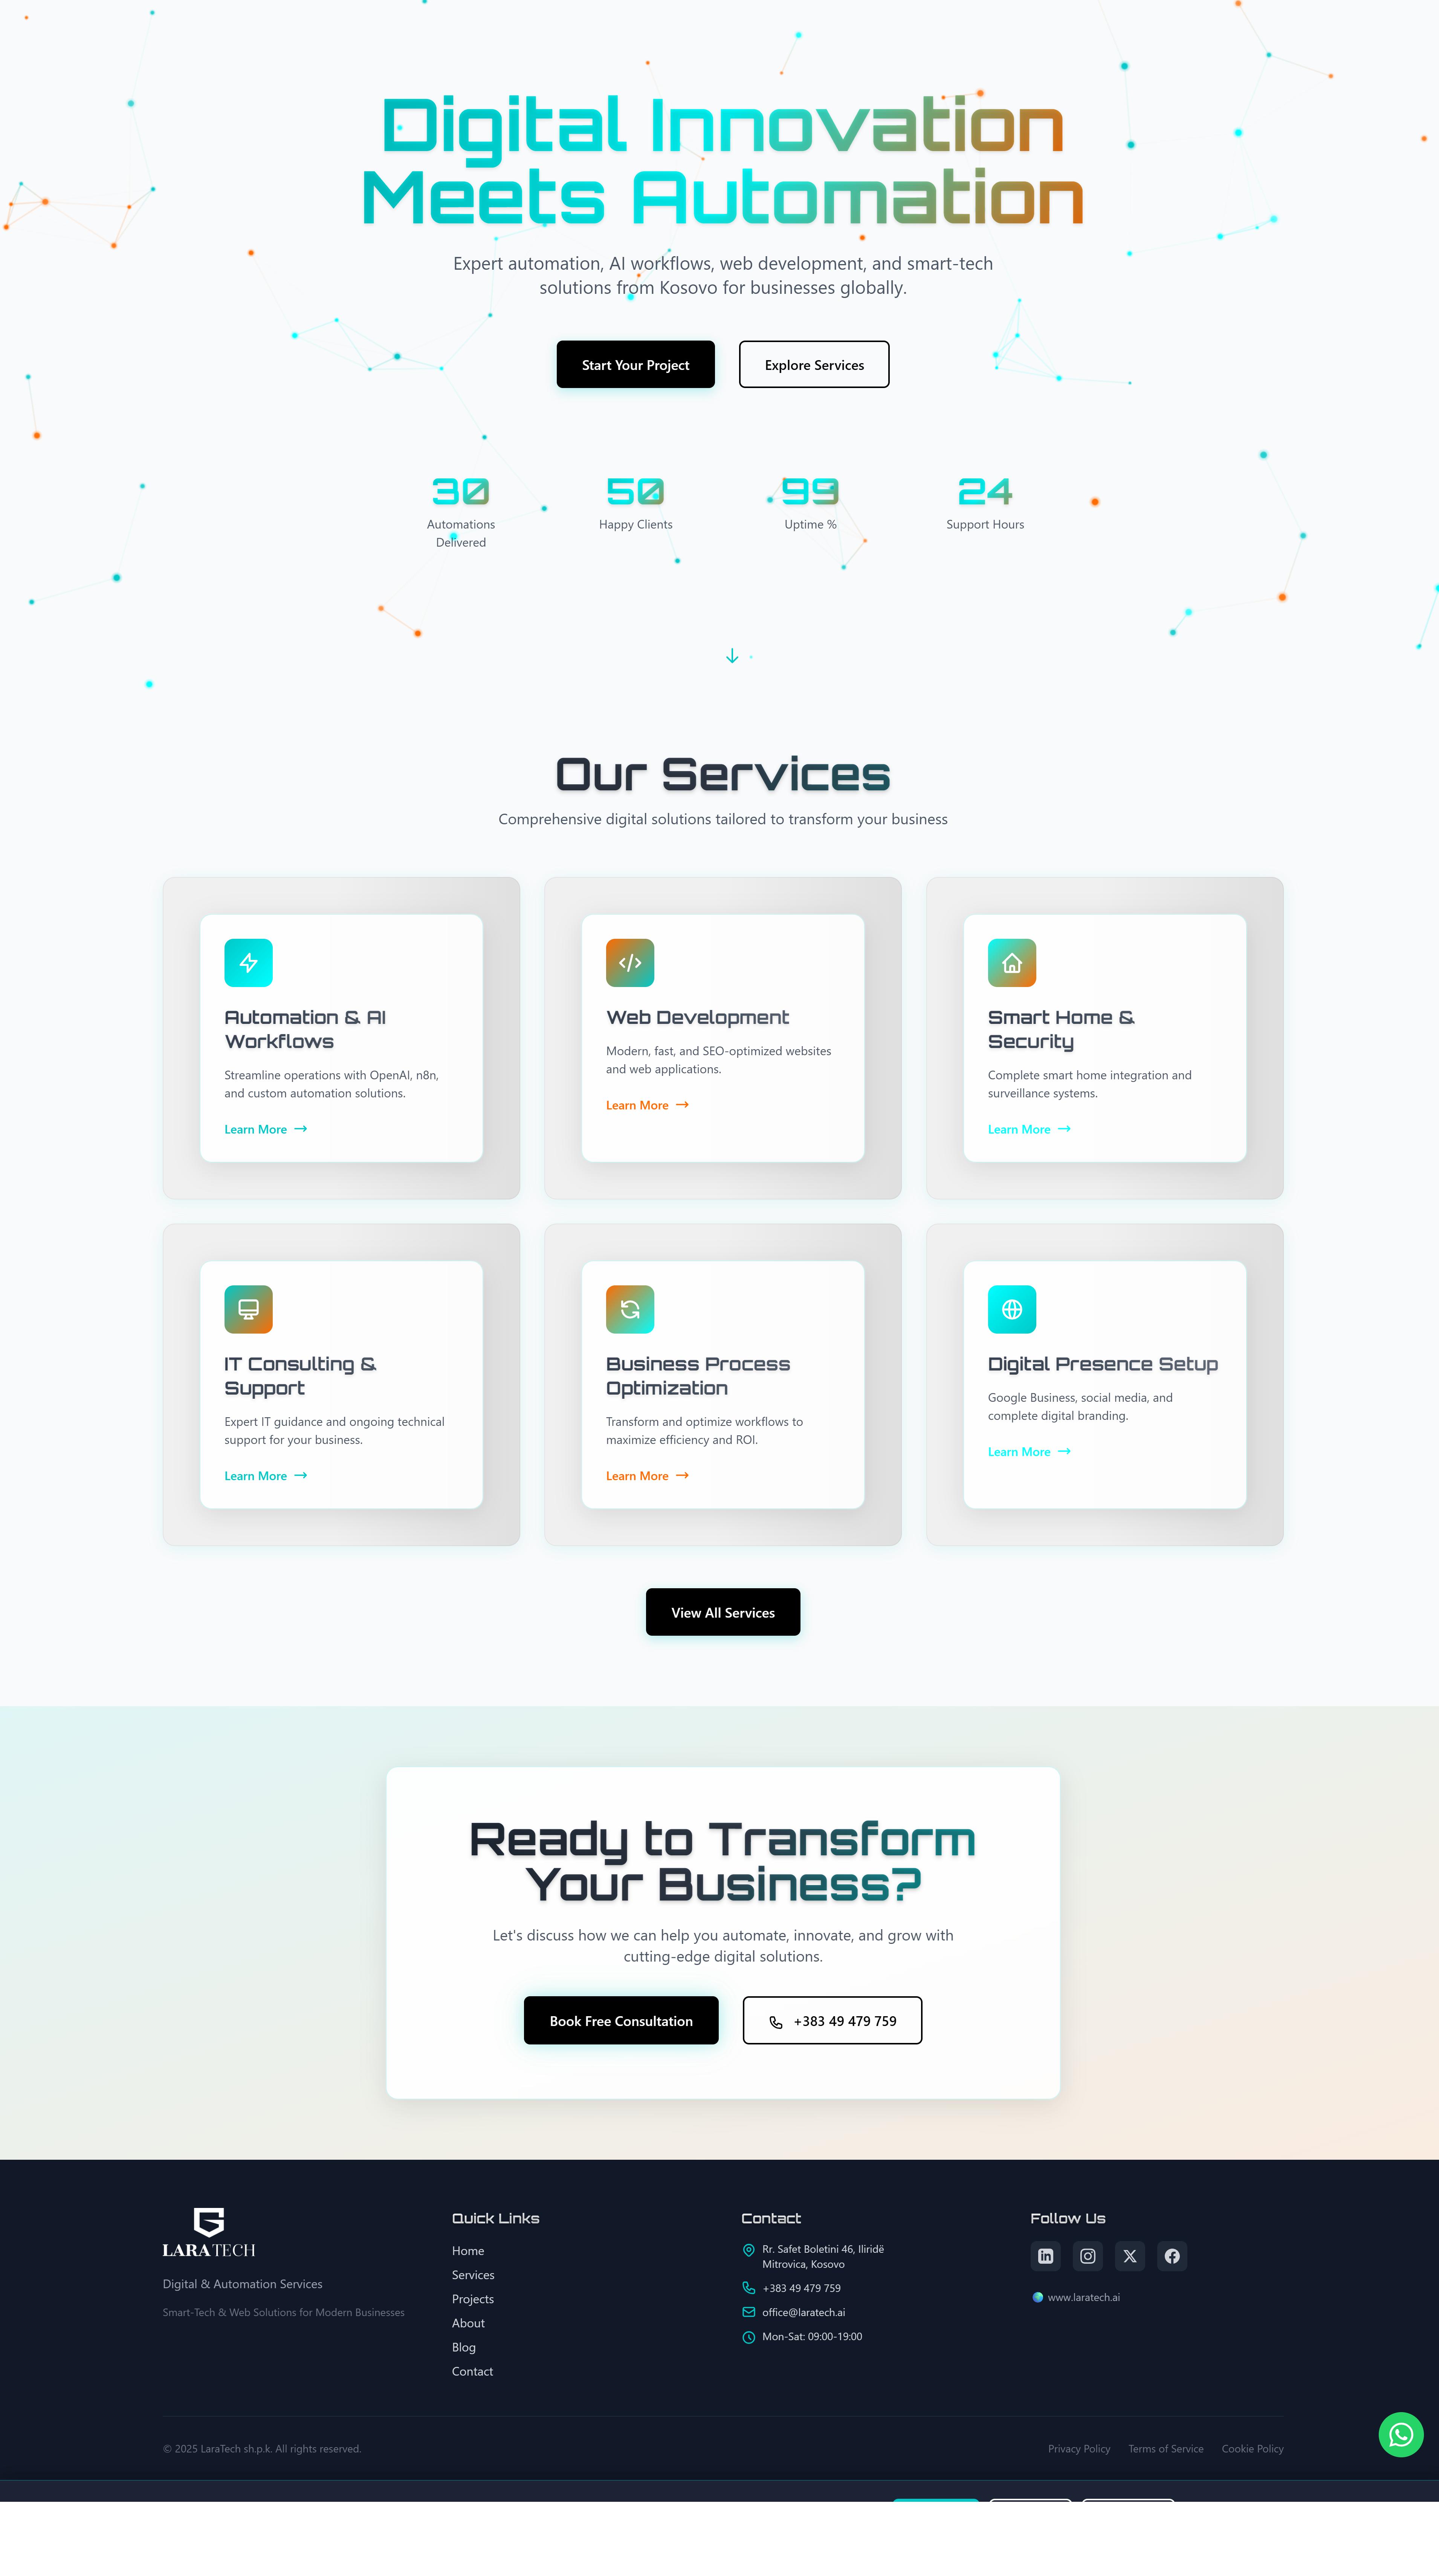 Digital Innovation
Meets Automation
Expert automation, AI workflows, web development, and smart-tech
solutions from Kosovo for businesses globally.
Start Your Project
Explore Services
30
Automations
Delivered
50
Happy Clients
99
Uptime %
24
Support Hours
Our Services
Comprehensive digital solutions tailored to transform your business
Automation & AI
Workflows
Streamline operations with OpenAI, n8n,
and custom automation solutions.
Learn More
Web Development
Modern, fast, and SEO-optimized websites
and web applications.
Learn More
Smart Home &
Security
Complete smart home integration and
surveillance systems.
Learn More
IT Consulting &
Support
Expert IT guidance and ongoing technical
support for your business.
Learn More
Business Process
Optimization
Transform and optimize workflows to
maximize efficiency and ROI.
Learn More
Digital Presence Setup
Google Business, social media, and
complete digital branding.
Learn More
View All Services
Ready to Transform
Your Business?
Let's discuss how we can help you automate, innovate, and grow with
cutting-edge digital solutions.
Book Free Consultation
+383 49 479 759
LARATECH
Digital & Automation Services
Smart-Tech & Web Solutions for Modern Businesses
Quick Links
Home
Services
Projects
About
Blog
Contact
Contact
Rr. Safet Boletini 46, Iliridë
Mitrovica, Kosovo
+383 49 479 759
office@laratech.ai
Mon-Sat: 09:00-19:00
Follow Us
www.laratech.ai
© 2025 LaraTech sh.p.k. All rights reserved.
Privacy Policy
Terms of Service
Cookie Policy